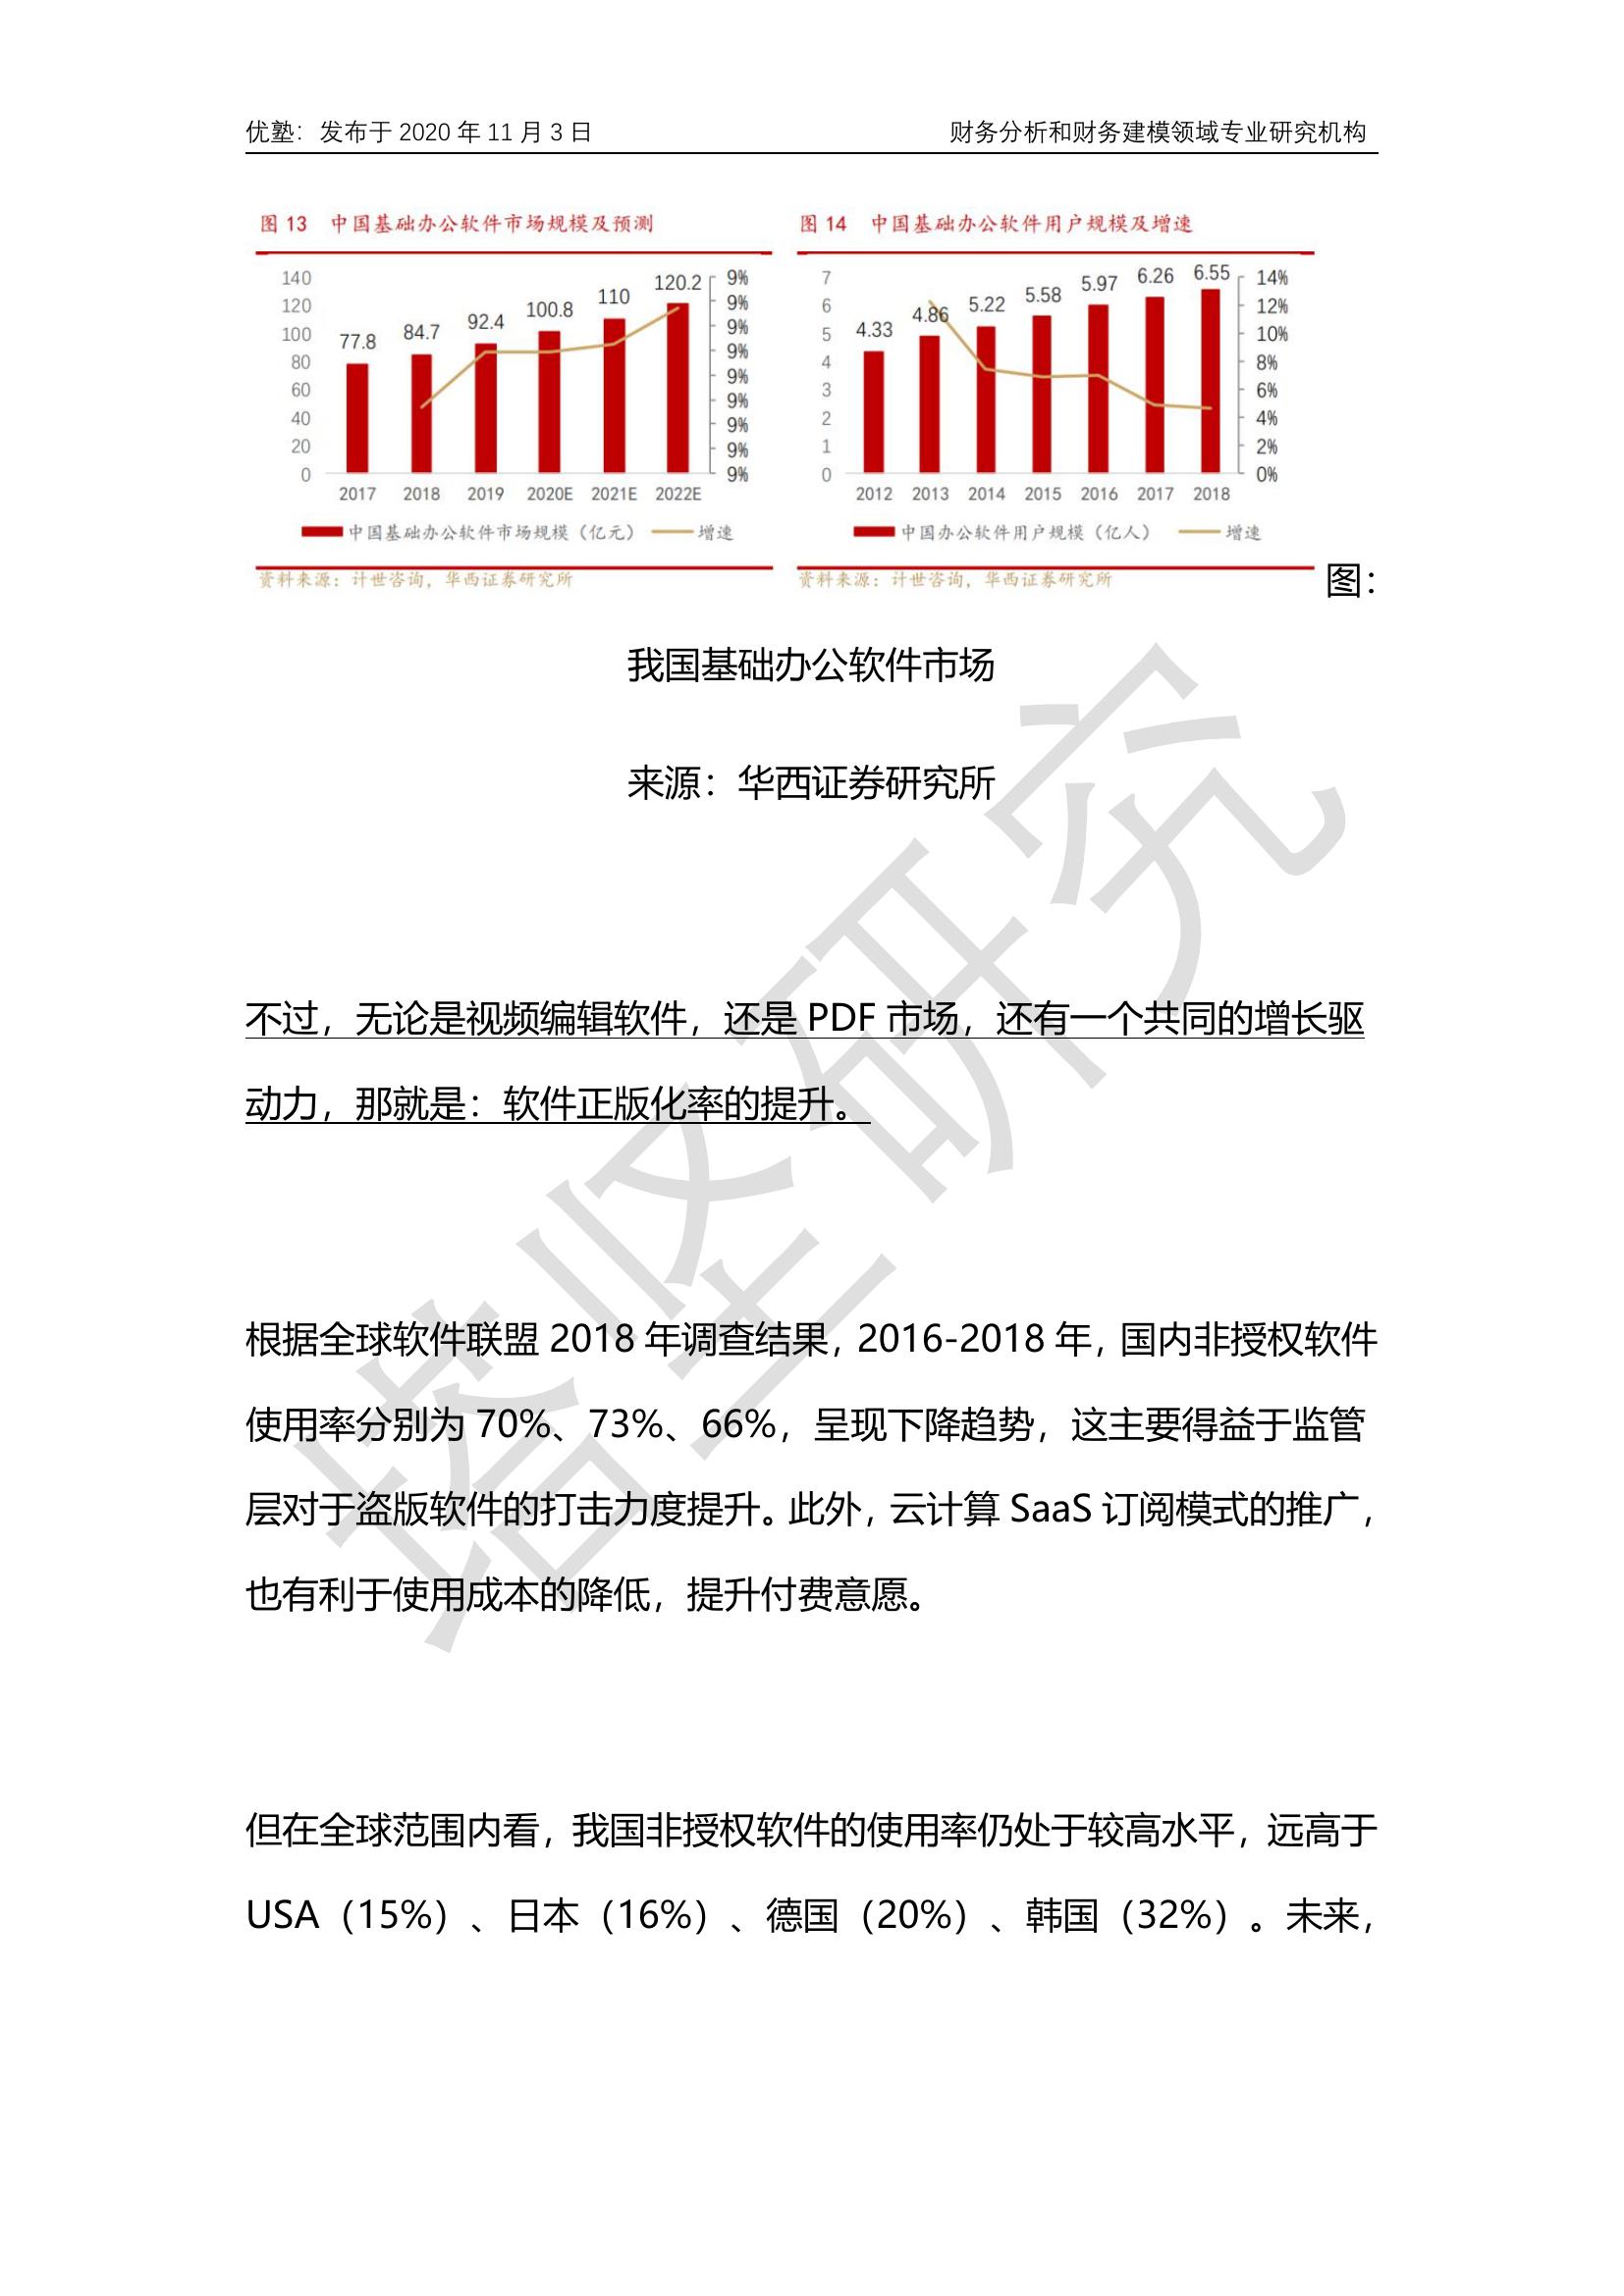 优塾：发布于 2020 年 11 月 3 日 财务分析和财务建模领域专业研究机构
图 13 中国基础办公软件市场规模及预测
140
120
100
80
60
40
20
0
77.8 84.7 92.4 100.8 110 120.2
9%
9%
9%
9%
9%
9%
9%
9%
9%
2017 2018 2019 2020E 2021E 2022E
中国基础办公软件市场规模（亿元） 增速
资料来源：计世咨询，华西证券研究所
图 14 中国基础办公软件用户规模及增速
7
6
5
4
3
2
1
0
4.33 4.86 5.22 5.58 5.97 6.26 6.55
14%
12%
10%
8%
6%
4%
2%
0%
2012 2013 2014 2015 2016 2017 2018
中国办公软件用户规模（亿人） 增速
资料来源：计世咨询，华西证券研究所
图：
我国基础办公软件市场
来源：华西证券研究所
不过，无论是视频编辑软件，还是 PDF 市场，还有一个共同的增长驱
动力，那就是：软件正版化率的提升。
根据全球软件联盟 2018 年调查结果，2016-2018 年，国内非授权软件
使用率分别为 70%、73%、66%，呈现下降趋势，这主要得益于监管
层对于盗版软件的打击力度提升。此外，云计算 SaaS 订阅模式的推广，
也有利于使用成本的降低，提升付费意愿。
但在全球范围内看，我国非授权软件的使用率仍处于较高水平，远高于
USA（15%）、日本（16%）、德国（20%）、韩国（32%）。未来，
塔坚研究